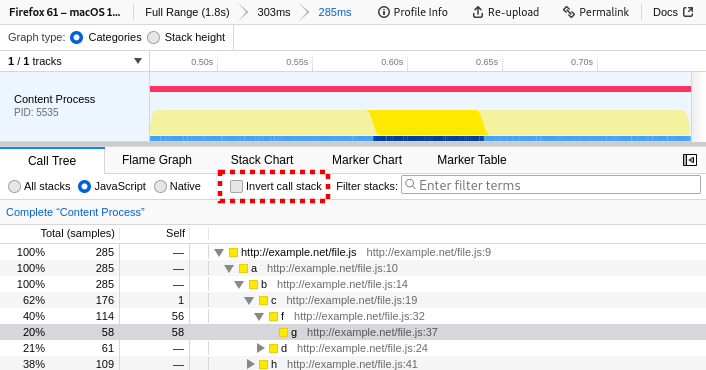 Firefox 61 – macOS 1... Full Range (1.8s) 303ms 285ms Profile Info Re-upload Permalink Docs
Graph type: Categories Stack height
1 / 1 tracks 0.50s 0.55s 0.60s 0.65s 0.70s
Content Process
PID: 5535
Call Tree Flame Graph Stack Chart Marker Chart Marker Table
All stacks JavaScript Native Invert call stack Filter stacks: Enter filter terms
Complete “Content Process”
Total (samples) Self
100% 285 — http://example.net/file.js http://example.net/file.js:9
100% 285 — a http://example.net/file.js:10
100% 285 — b http://example.net/file.js:14
62% 176 1 c http://example.net/file.js:19
40% 114 56 f http://example.net/file.js:32
20% 58 58 g http://example.net/file.js:37
21% 61 — d http://example.net/file.js:24
38% 109 — h http://example.net/file.js:41